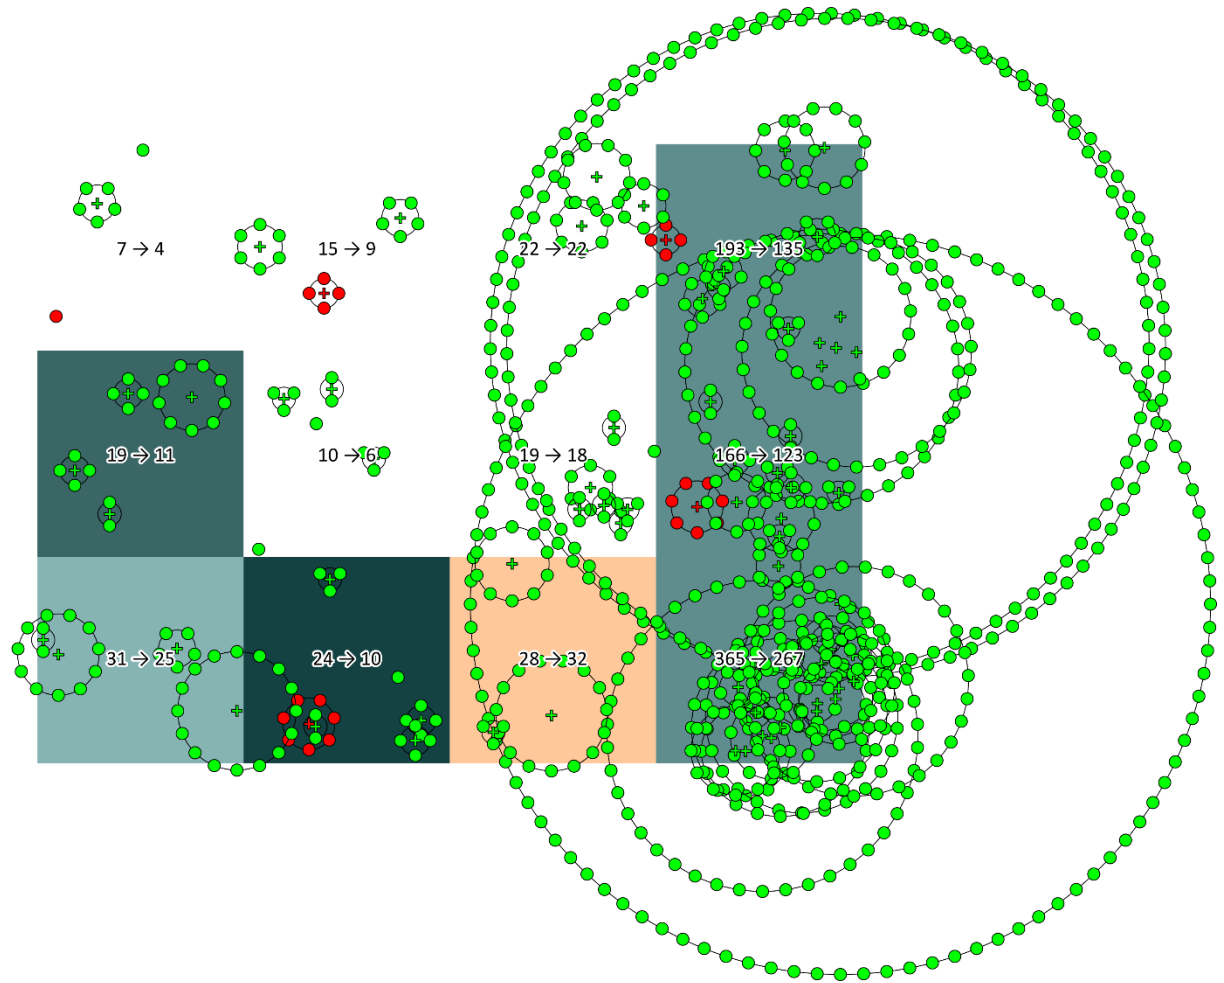 7 → 4
15 → 9
22 → 22
193 → 135
19 → 11
10 → 6
19 → 18
166 → 123
31 → 25
24 → 10
28 → 32
365 → 267